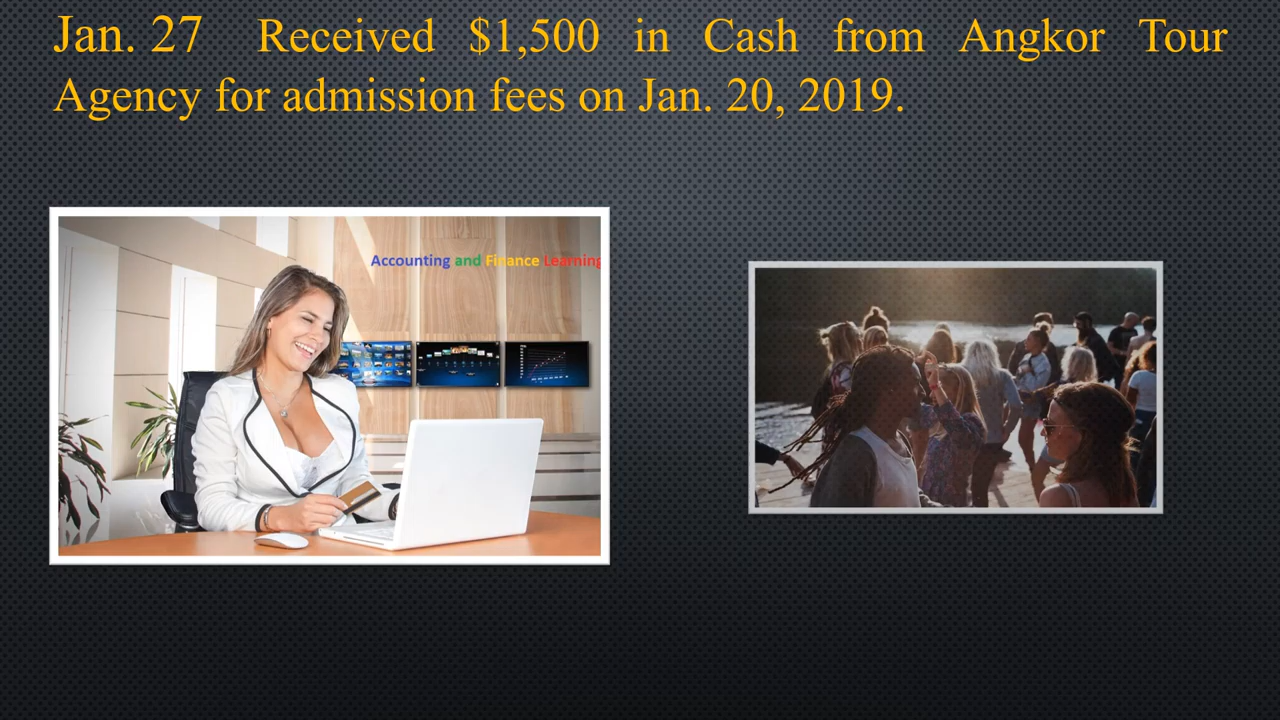 Jan. 27 Received $1,500 in Cash from Angkor Tour
Agency for admission fees on Jan. 20, 2019.
Accounting and Finance Learning